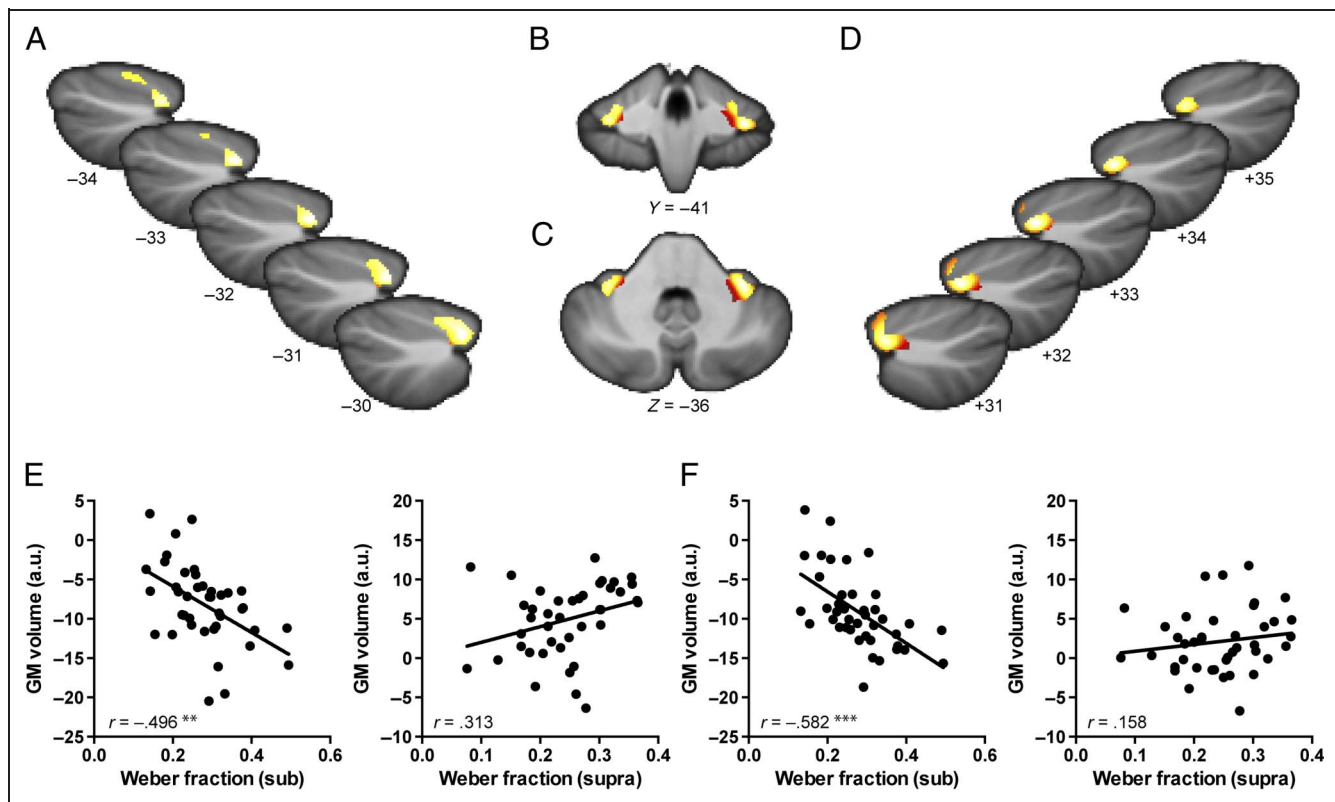 A
B
D
–34
–33
–32
–31
–30
Y = –41
C
Z = –36
+35
+34
+33
+32
+31
E
5
0
–5
–10
–15
–20
–25
GM volume (a.u.)
r = –.496 **
0.0 0.2 0.4 0.6
Weber fraction (sub)
20
15
10
5
0
–5
–10
GM volume (a.u.)
r = .313
0.0 0.1 0.2 0.3 0.4
Weber fraction (supra)
F
5
0
–5
–10
–15
–20
–25
GM volume (a.u.)
r = –.582 ***
0.0 0.2 0.4 0.6
Weber fraction (sub)
20
15
10
5
0
–5
–10
GM volume (a.u.)
r = .158
0.0 0.1 0.2 0.3 0.4
Weber fraction (supra)